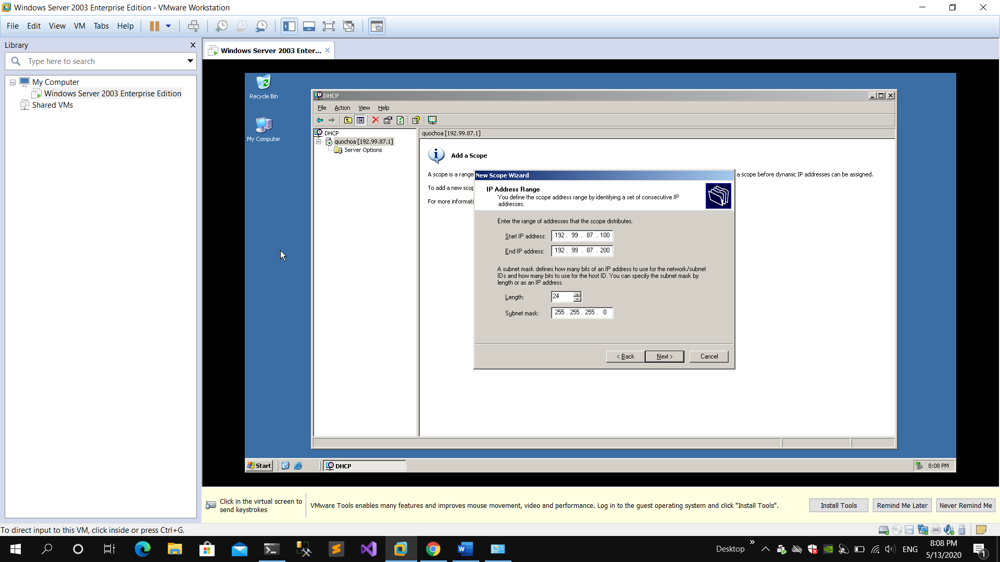 Windows Server 2003 Enterprise Edition - VMware Workstation
File Edit View VM Tabs Help
Library
Type here to search
My Computer
Windows Server 2003 Enterprise Edition
Shared VMs
Windows Server 2003 Enter...
Recycle Bin
My Computer
DHCP
File Action View Help
DHCP
quochoa [192.99.87.1]
Server Options
quochoa [192.99.87.1]
Add a Scope
A scope is a range
a scope before dynamic IP addresses can be assigned.
To add a new scop
For more informati
New Scope Wizard
IP Address Range
You define the scope address range by identifying a set of consecutive IP
addresses.
Enter the range of addresses that the scope distributes.
Start IP address: 192 . 99 . 87 . 100
End IP address: 192 . 99 . 87 . 200
A subnet mask defines how many bits of an IP address to use for the network/subnet
IDs and how many bits to use for the host ID. You can specify the subnet mask by
length or as an IP address.
Length: 24
Subnet mask: 255 . 255 . 255 . 0
< Back Next > Cancel
Start DHCP 8:08 PM
Click in the virtual screen to
send keystrokes
VMware Tools enables many features and improves mouse movement, video and performance. Log in to the guest operating system and click "Install Tools".
Install Tools Remind Me Later Never Remind Me
To direct input to this VM, click inside or press Ctrl+G.
Desktop ENG
8:08 PM
5/13/2020
1